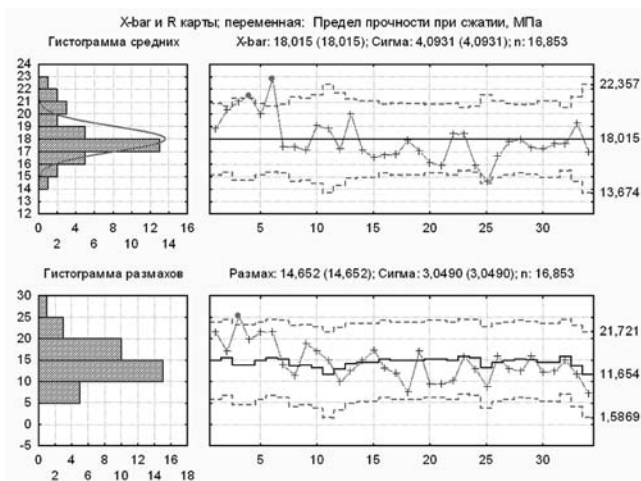 X-bar и R карты; переменная: Предел прочности при сжатии, МПа
Гистограмма средних
X-bar: 18,015 (18,015); Сигма: 4,0931 (4,0931); n: 16,853
24
23
22
21
20
19
18
17
16
15
14
13
12
22,357
18,015
13,674
0 4 8 12 16
2 6 10 14
5 10 15 20 25 30
Гистограмма размахов
Размах: 14,652 (14,652); Сигма: 3,0490 (3,0490); n: 16,853
30
25
20
15
10
5
0
-5
21,721
11,654
1,5869
0 4 8 12 16
2 6 10 14 18
5 10 15 20 25 30